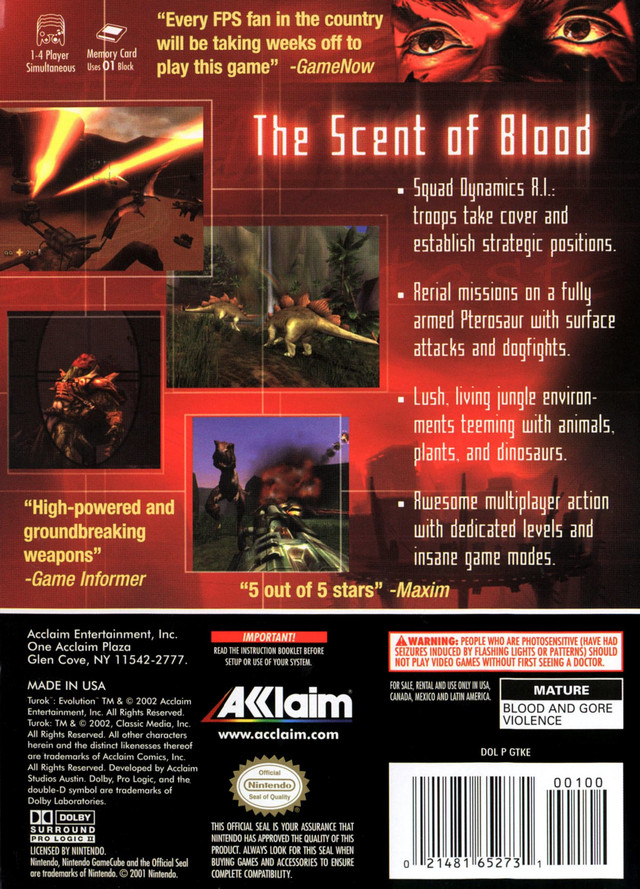 1-4 Player
Simultaneous
Memory Card
Uses 01 Block
“Every FPS fan in the country
will be taking weeks off to
play this game” -GameNow
The Scent of Blood
▪ Squad Dynamics A.I.:
troops take cover and
establish strategic positions.
▪ Aerial missions on a fully
armed Pterosaur with surface
attacks and dogfights.
▪ Lush, living jungle environ-
ments teeming with animals,
plants, and dinosaurs.
▪ Awesome multiplayer action
with dedicated levels and
insane game modes.
“High-powered and
groundbreaking
weapons”
-Game Informer
“5 out of 5 stars” -Maxim
Acclaim Entertainment, Inc.
One Acclaim Plaza
Glen Cove, NY 11542-2777.
MADE IN USA
Turok™: Evolution™ TM & © 2002 Acclaim
Entertainment, Inc. All Rights Reserved.
Turok: TM & © 2002, Classic Media, Inc.
All Rights Reserved. All other characters
herein and the distinct likenesses thereof
are trademarks of Acclaim Comics, Inc.
All Rights Reserved. Developed by Acclaim
Studios Austin. Dolby, Pro Logic, and the
double-D symbol are trademarks of
Dolby Laboratories.
DOLBY
SURROUND
PRO LOGIC II
LICENSED BY NINTENDO.
Nintendo, Nintendo GameCube and the Official Seal
are trademarks of Nintendo. © 2001 Nintendo.
IMPORTANT!
READ THE INSTRUCTION BOOKLET BEFORE
SETUP OR USE OF YOUR SYSTEM.
Acclaim
www.acclaim.com
Official
Nintendo
Seal of Quality
THIS OFFICIAL SEAL IS YOUR ASSURANCE THAT
NINTENDO HAS APPROVED THE QUALITY OF THIS
PRODUCT. ALWAYS LOOK FOR THIS SEAL WHEN
BUYING GAMES AND ACCESSORIES TO ENSURE
COMPLETE COMPATIBILITY.
WARNING: PEOPLE WHO ARE PHOTOSENSITIVE (HAVE HAD
SEIZURES INDUCED BY FLASHING LIGHTS OR PATTERNS) SHOULD
NOT PLAY VIDEO GAMES WITHOUT FIRST SEEING A DOCTOR.
FOR SALE, RENTAL AND USE ONLY IN USA,
CANADA, MEXICO AND LATIN AMERICA.
MATURE
BLOOD AND GORE
VIOLENCE
DOL P GTKE
00100
0 21481 65273 1